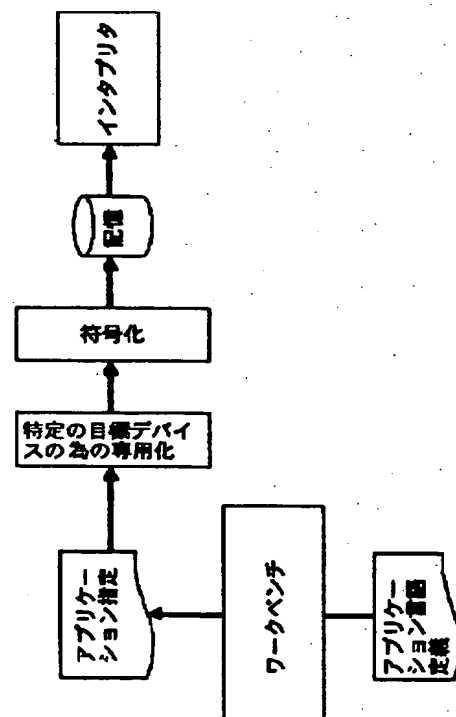 インタプリタ
記憶
符号化
特定の目標デバイ
スの為の専用化
アプリケー
ション指定
ワークベンチ
アプリケー
ション言語
定義